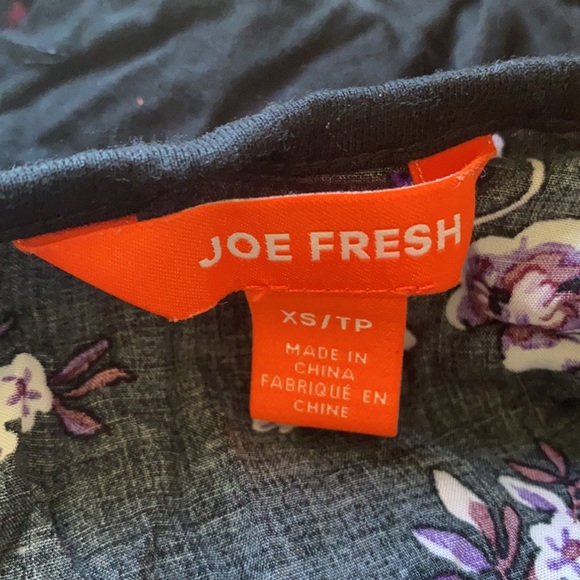 JOE FRESH
XS/TP
MADE IN
CHINA
FABRIQUÉ EN
CHINE